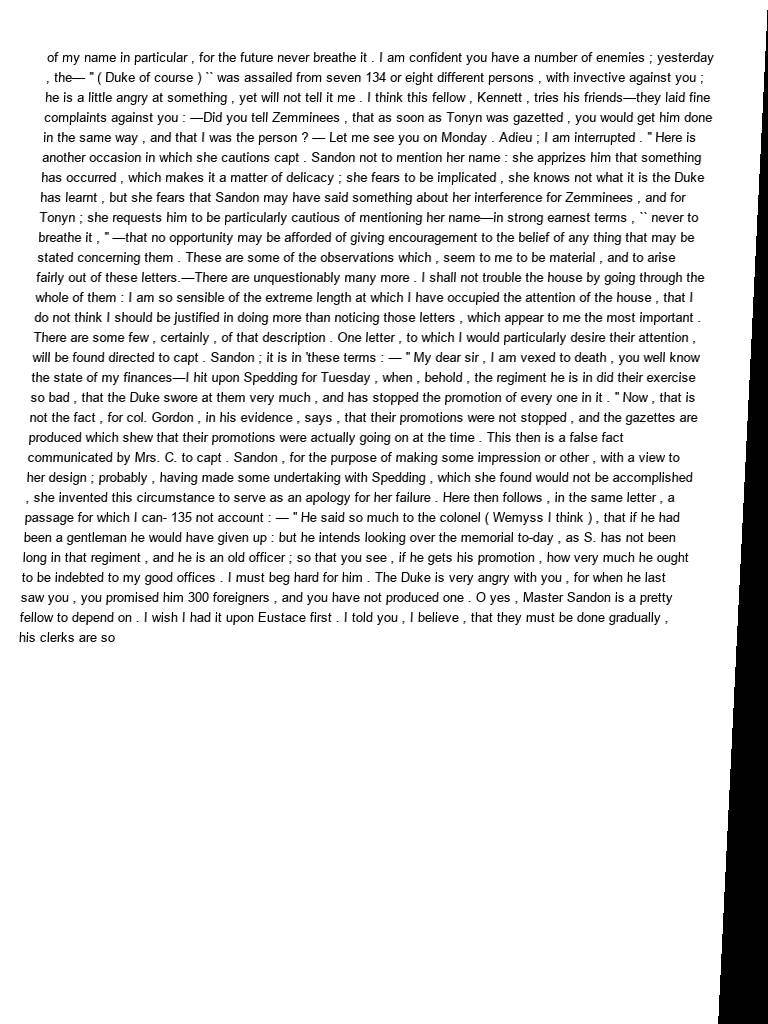 of my name in particular , for the future never breathe it . I am confident you have a number of enemies ; yesterday
, the— " ( Duke of course ) `` was assailed from seven 134 or eight different persons , with invective against you ;
he is a little angry at something , yet will not tell it me . I think this fellow , Kennett , tries his friends—they laid fine
complaints against you : —Did you tell Zemminees , that as soon as Tonyn was gazetted , you would get him done
in the same way , and that I was the person ? — Let me see you on Monday . Adieu ; I am interrupted . " Here is
another occasion in which she cautions capt . Sandon not to mention her name : she apprizes him that something
has occurred , which makes it a matter of delicacy ; she fears to be implicated , she knows not what it is the Duke
has learnt , but she fears that Sandon may have said something about her interference for Zemminees , and for
Tonyn ; she requests him to be particularly cautious of mentioning her name—in strong earnest terms , `` never to
breathe it , " —that no opportunity may be afforded of giving encouragement to the belief of any thing that may be
stated concerning them . These are some of the observations which , seem to me to be material , and to arise
fairly out of these letters.—There are unquestionably many more . I shall not trouble the house by going through the
whole of them : I am so sensible of the extreme length at which I have occupied the attention of the house , that I
do not think I should be justified in doing more than noticing those letters , which appear to me the most important .
There are some few , certainly , of that description . One letter , to which I would particularly desire their attention ,
will be found directed to capt . Sandon ; it is in 'these terms : — " My dear sir , I am vexed to death , you well know
the state of my finances—I hit upon Spedding for Tuesday , when , behold , the regiment he is in did their exercise
so bad , that the Duke swore at them very much , and has stopped the promotion of every one in it . " Now , that is
not the fact , for col. Gordon , in his evidence , says , that their promotions were not stopped , and the gazettes are
produced which shew that their promotions were actually going on at the time . This then is a false fact
communicated by Mrs. C. to capt . Sandon , for the purpose of making some impression or other , with a view to
her design ; probably , having made some undertaking with Spedding , which she found would not be accomplished
, she invented this circumstance to serve as an apology for her failure . Here then follows , in the same letter , a
passage for which I can- 135 not account : — " He said so much to the colonel ( Wemyss I think ) , that if he had
been a gentleman he would have given up : but he intends looking over the memorial to-day , as S. has not been
long in that regiment , and he is an old officer ; so that you see , if he gets his promotion , how very much he ought
to be indebted to my good offices . I must beg hard for him . The Duke is very angry with you , for when he last
saw you , you promised him 300 foreigners , and you have not produced one . O yes , Master Sandon is a pretty
fellow to depend on . I wish I had it upon Eustace first . I told you , I believe , that they must be done gradually ,
his clerks are so